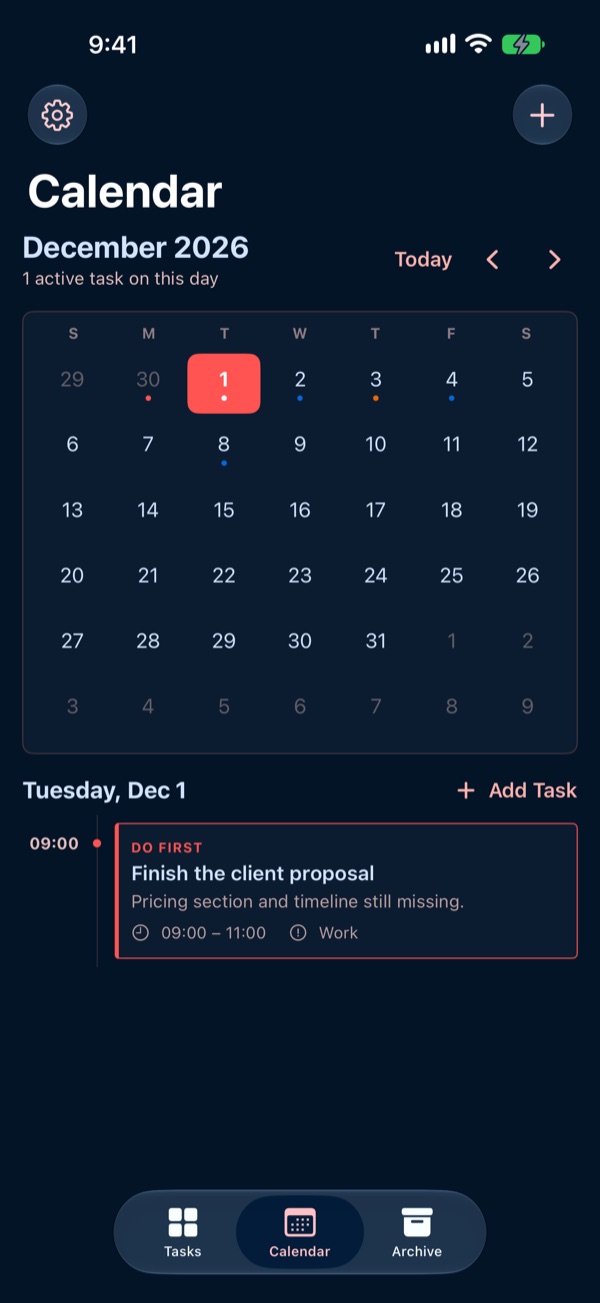 9:41
Calendar
December 2026
1 active task on this day
Today
S M T W T F S
29 30 1 2 3 4 5
6 7 8 9 10 11 12
13 14 15 16 17 18 19
20 21 22 23 24 25 26
27 28 29 30 31 1 2
3 4 5 6 7 8 9
Tuesday, Dec 1
+ Add Task
09:00
DO FIRST
Finish the client proposal
Pricing section and timeline still missing.
09:00 – 11:00 Work
Tasks Calendar Archive